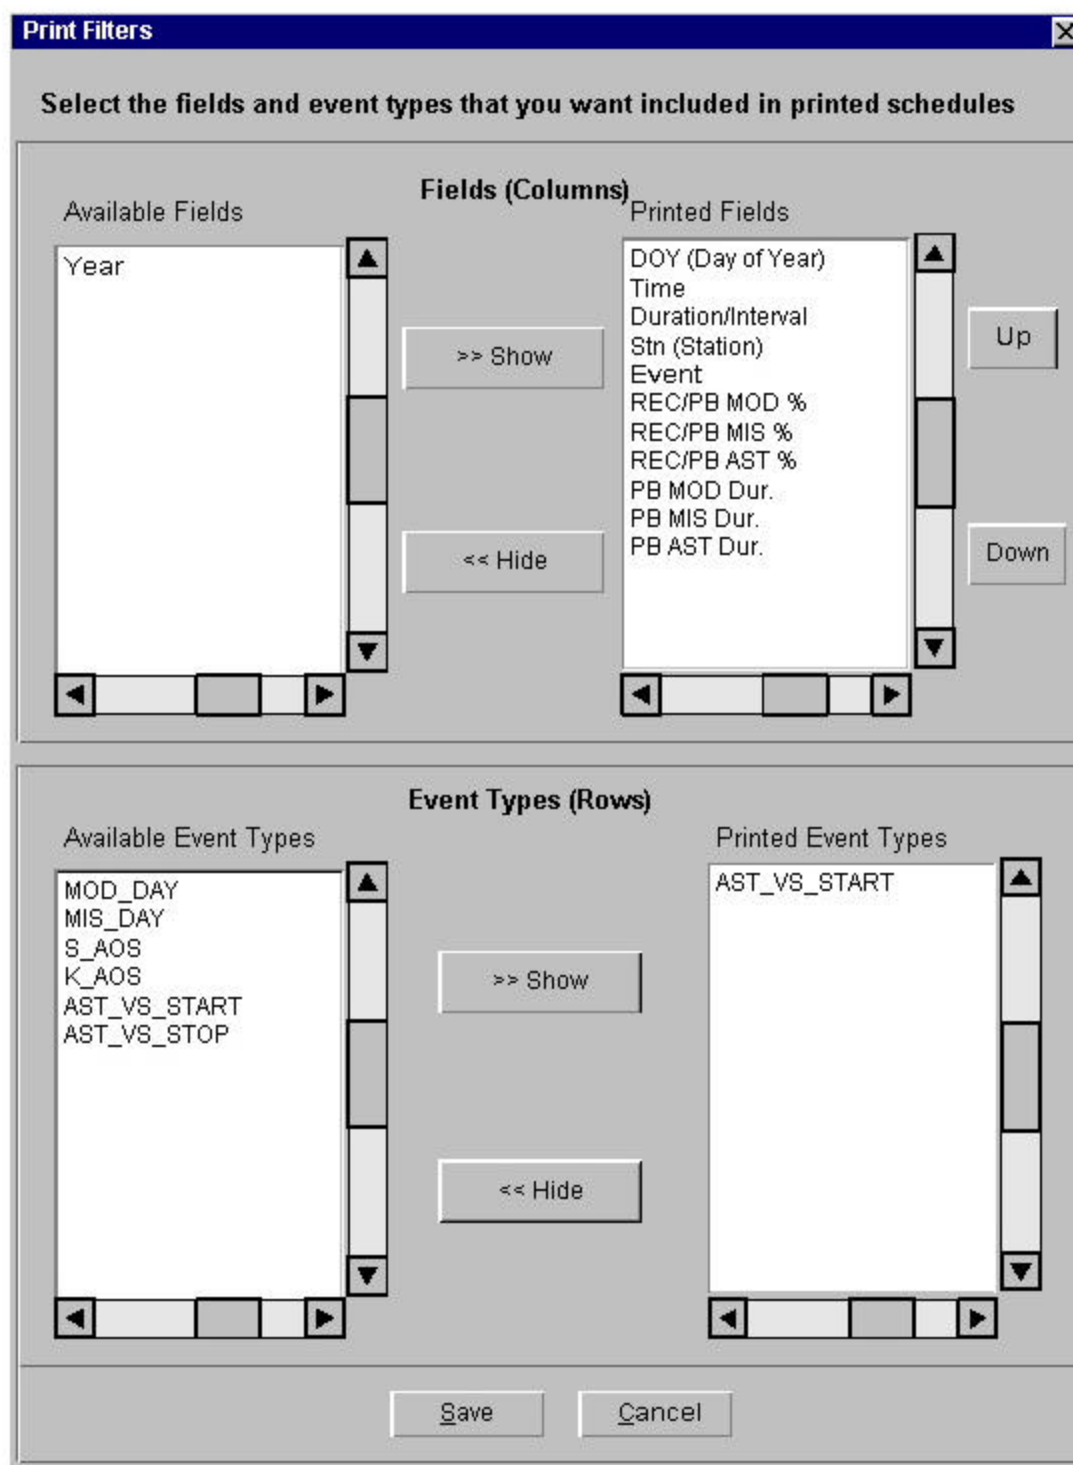 Print Filters
Select the fields and event types that you want included in printed schedules
Fields (Columns)
Available Fields
Printed Fields
Year
DOY (Day of Year)
Time
Duration/Interval
Stn (Station)
Event
REC/PB MOD %
REC/PB MIS %
REC/PB AST %
PB MOD Dur.
PB MIS Dur.
PB AST Dur.
>> Show
<< Hide
Up
Down
Event Types (Rows)
Available Event Types
Printed Event Types
MOD_DAY
MIS_DAY
S_AOS
K_AOS
AST_VS_START
AST_VS_STOP
>> Show
<< Hide
AST_VS_START
Save
Cancel